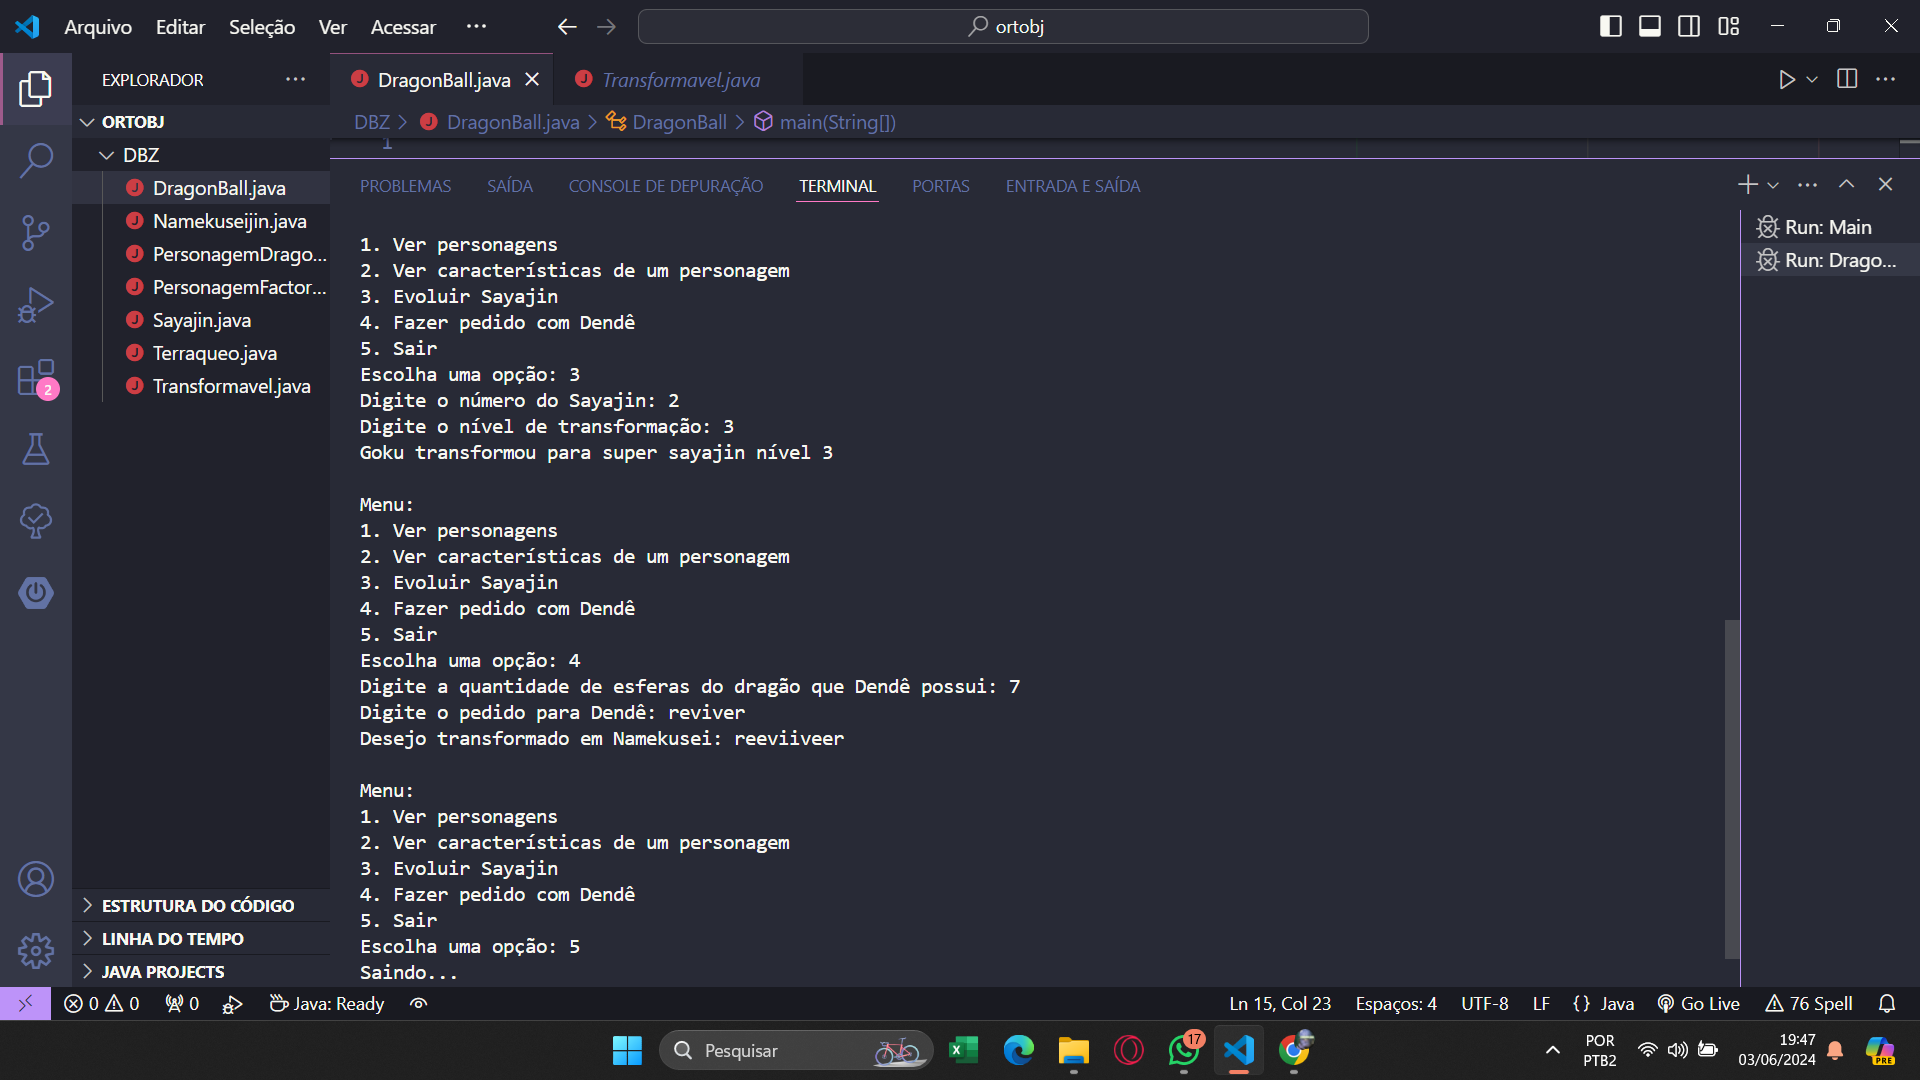 Arquivo Editar Seleção Ver Acessar ··· ortobj
EXPLORADOR ···
ORTOBJ
DBZ
DragonBall.java
Namekuseijin.java
PersonagemDrago...
PersonagemFactor...
Sayajin.java
Terraqueo.java
Transformavel.java
ESTRUTURA DO CÓDIGO
LINHA DO TEMPO
JAVA PROJECTS
DragonBall.java Transformavel.java
DBZ > DragonBall.java > DragonBall > main(String[])
1
PROBLEMAS SAÍDA CONSOLE DE DEPURAÇÃO TERMINAL PORTAS ENTRADA E SAÍDA
1. Ver personagens
2. Ver características de um personagem
3. Evoluir Sayajin
4. Fazer pedido com Dendê
5. Sair
Escolha uma opção: 3
Digite o número do Sayajin: 2
Digite o nível de transformação: 3
Goku transformou para super sayajin nível 3
Menu:
1. Ver personagens
2. Ver características de um personagem
3. Evoluir Sayajin
4. Fazer pedido com Dendê
5. Sair
Escolha uma opção: 4
Digite a quantidade de esferas do dragão que Dendê possui: 7
Digite o pedido para Dendê: reviver
Desejo transformado em Namekusei: reeviiveer
Menu:
1. Ver personagens
2. Ver características de um personagem
3. Evoluir Sayajin
4. Fazer pedido com Dendê
5. Sair
Escolha uma opção: 5
Saindo...
Run: Main
Run: Drago...
2
0 0 0 Java: Ready Ln 15, Col 23 Espaços: 4 UTF-8 LF {} Java Go Live 76 Spell
Pesquisar
17
POR
PTB2
19:47
03/06/2024
PRE